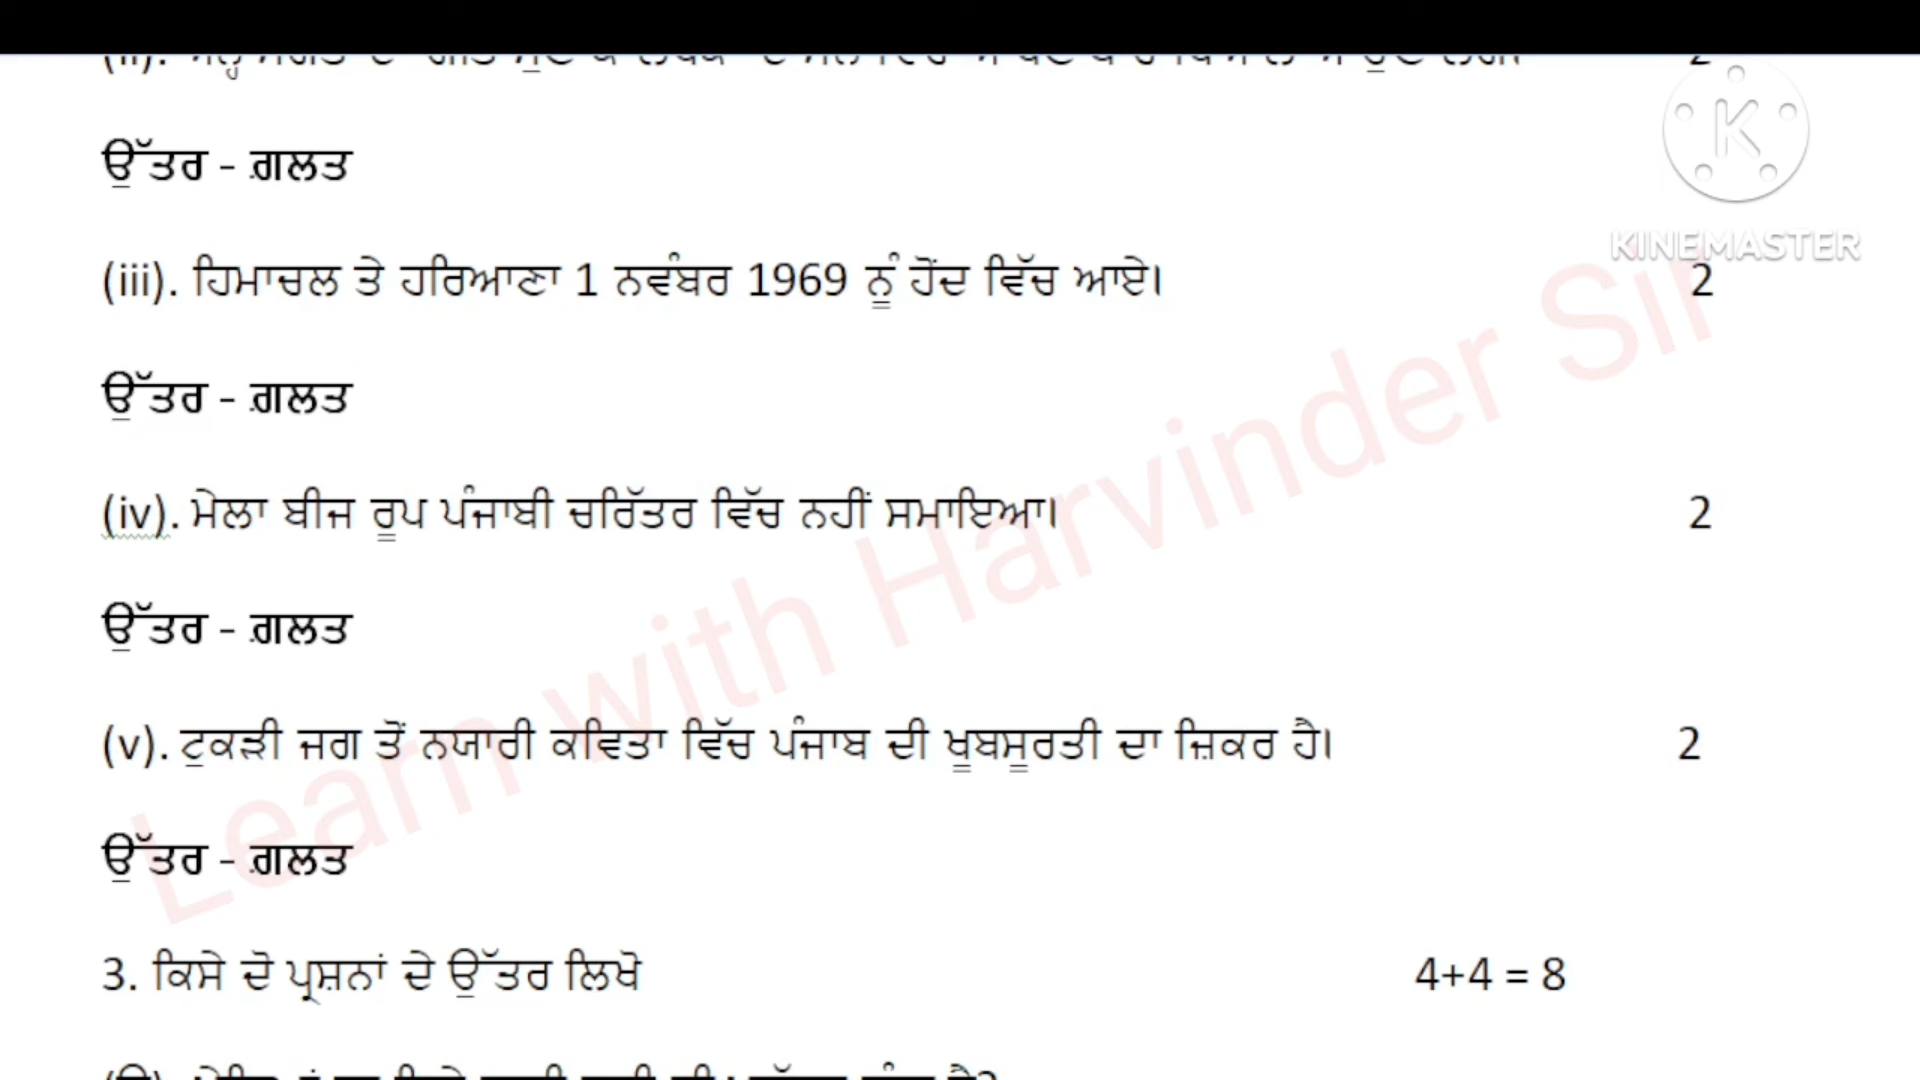 ਉੱਤਰ - ਗ਼ਲਤ
KINEMASTER
(iii). ਹਿਮਾਚਲ ਤੇ ਹਰਿਆਣਾ 1 ਨਵੰਬਰ 1969 ਨੂੰ ਹੋਂਦ ਵਿੱਚ ਆਏ। 2
ਉੱਤਰ - ਗ਼ਲਤ
(iv). ਮੇਲਾ ਬੀਜ ਰੂਪ ਪੰਜਾਬੀ ਚਰਿੱਤਰ ਵਿੱਚ ਨਹੀਂ ਸਮਾਇਆ। 2
ਉੱਤਰ - ਗ਼ਲਤ
(v). ਟੁਕੜੀ ਜਗ ਤੋਂ ਨਯਾਰੀ ਕਵਿਤਾ ਵਿੱਚ ਪੰਜਾਬ ਦੀ ਖੂਬਸੂਰਤੀ ਦਾ ਜ਼ਿਕਰ ਹੈ। 2
ਉੱਤਰ - ਗ਼ਲਤ
3. ਕਿਸੇ ਦੋ ਪ੍ਰਸ਼ਨਾਂ ਦੇ ਉੱਤਰ ਲਿਖੋ 4+4 = 8
Learn with Harvinder Sir